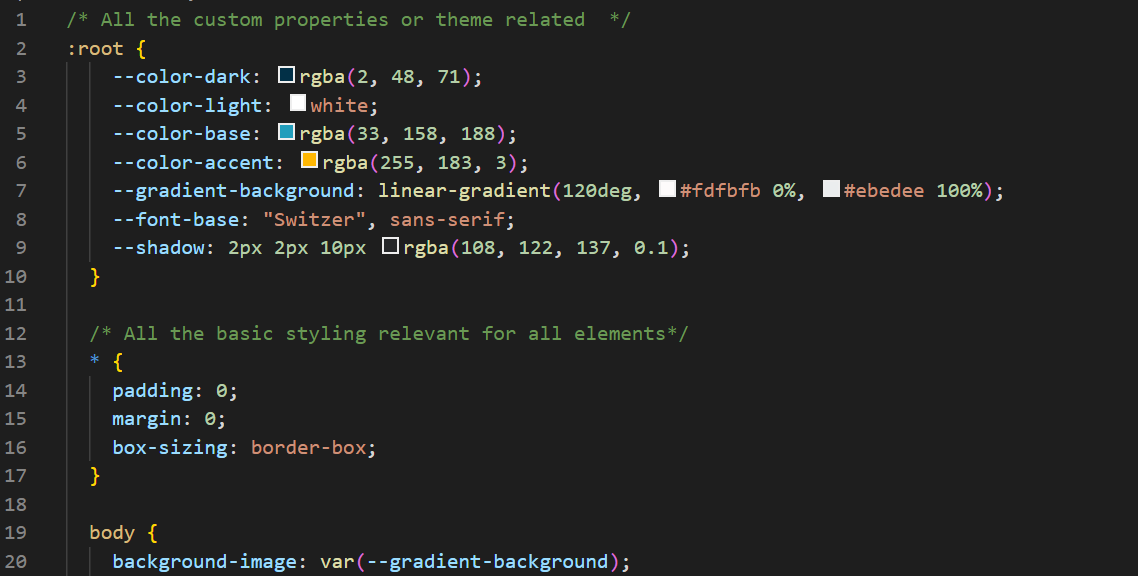 1 /* All the custom properties or theme related  */
2 :root {
3 --color-dark: rgba(2, 48, 71);
4 --color-light: white;
5 --color-base: rgba(33, 158, 188);
6 --color-accent: rgba(255, 183, 3);
7 --gradient-background: linear-gradient(120deg, #fdfbfb 0%, #ebedee 100%);
8 --font-base: "Switzer", sans-serif;
9 --shadow: 2px 2px 10px rgba(108, 122, 137, 0.1);
10 }
11
12 /* All the basic styling relevant for all elements*/
13 * {
14 padding: 0;
15 margin: 0;
16 box-sizing: border-box;
17 }
18
19 body {
20 background-image: var(--gradient-background);